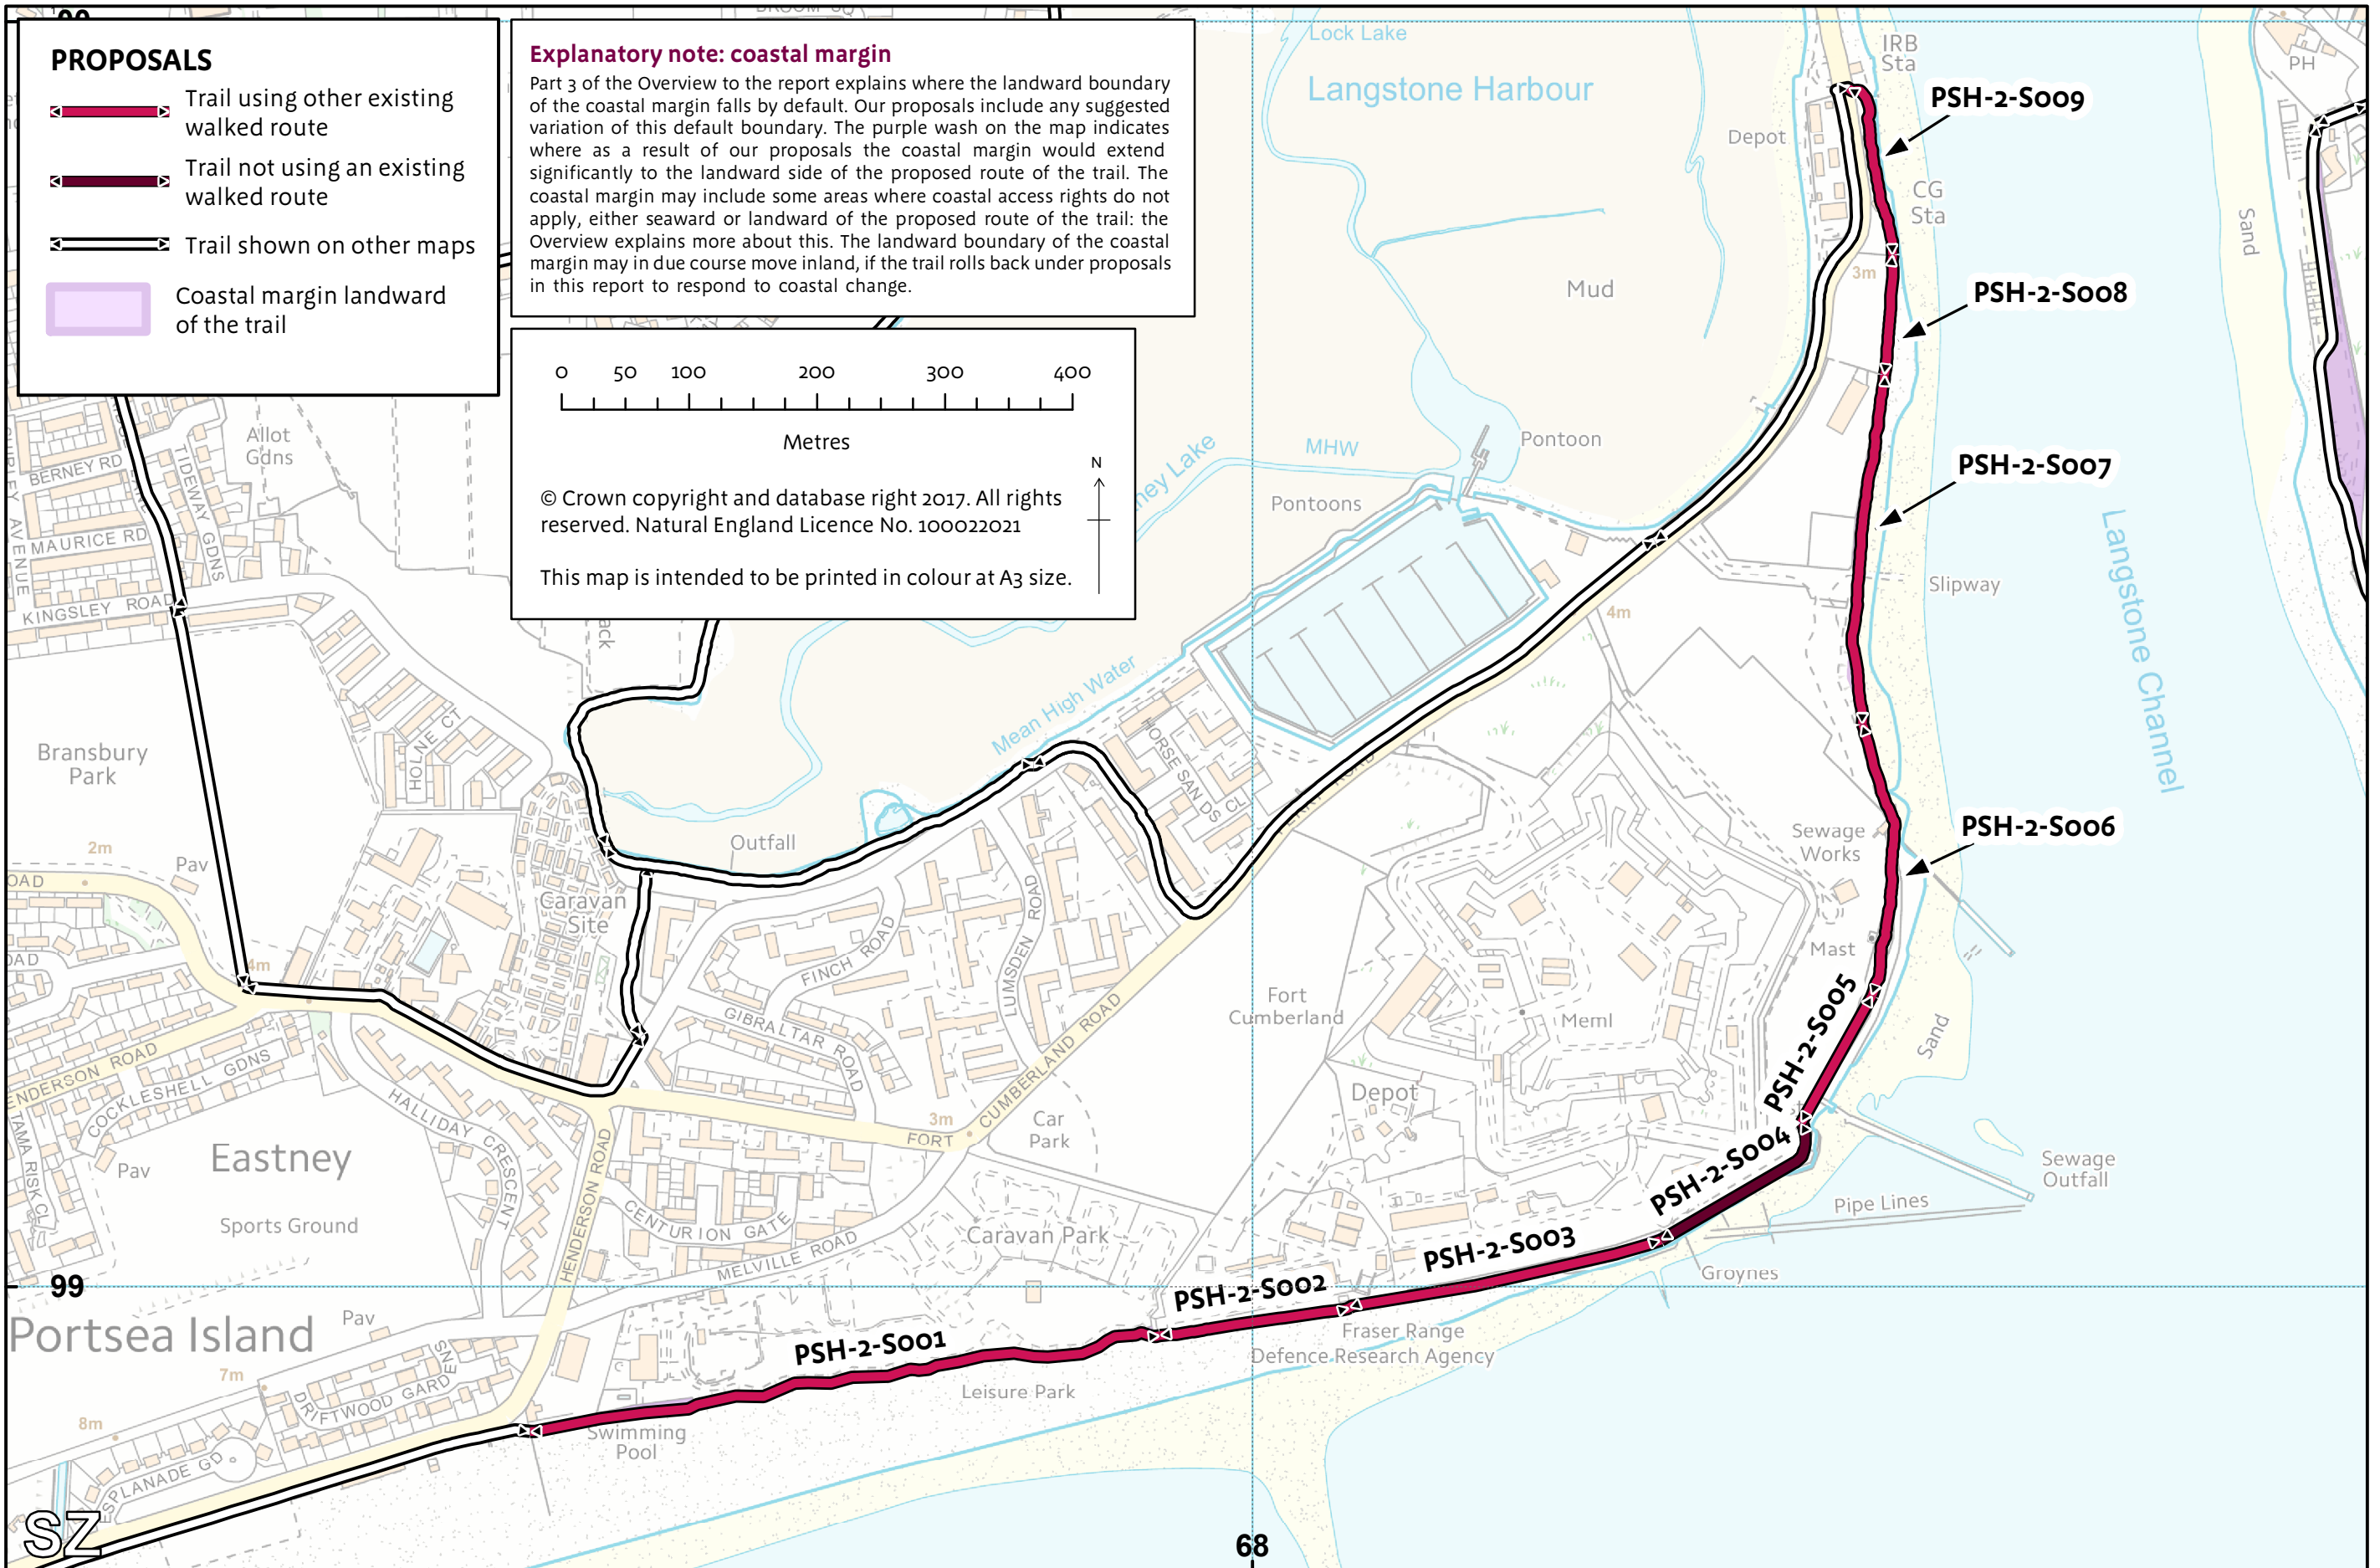 PROPOSALS
Trail using other existing
walked route
Trail not using an existing
walked route
Trail shown on other maps
Coastal margin landward
of the trail
Explanatory note: coastal margin
Part 3 of the Overview to the report explains where the landward boundary
of the coastal margin falls by default. Our proposals include any suggested
variation of this default boundary. The purple wash on the map indicates
where as a result of our proposals the coastal margin would extend
significantly to the landward side of the proposed route of the trail. The
coastal margin may include some areas where coastal access rights do not
apply, either seaward or landward of the proposed route of the trail: the
Overview explains more about this. The landward boundary of the coastal
margin may in due course move inland, if the trail rolls back under proposals
in this report to respond to coastal change.
0 50 100 200 300 400
Metres
N
© Crown copyright and database right 2017. All rights
reserved. Natural England Licence No. 100022021
This map is intended to be printed in colour at A3 size.
Lock Lake
Langstone Harbour
IRB
Sta
PH
PSH-2-S009
Depot
CG
Sta
Sand
3m
Mud
PSH-2-S008
Allot
Gdns
BERNEY RD
TIDEWAY GDNS
MAURICE RD
AVENUE
KINGSLEY ROAD
MHW
Pontoon
Pontoons
PSH-2-S007
Langstone Channel
Slipway
4m
Mean High Water
HORSE SANDS CL
Bransbury
Park
HOLNE CT
2m
Pav
Outfall
Caravan
Site
4m
FINCH ROAD
LUMSDEN ROAD
GIBRALTAR ROAD
Sewage
Works
PSH-2-S006
Mast
Fort
Cumberland
Meml
PSH-2-S005
Sand
Depot
HENDERSON ROAD
COCKLESHELL GDNS
TAMARISK CL
HALLIDAY CRESCENT
Pav
Eastney
Sports Ground
3m
FORT CUMBERLAND ROAD
Car
Park
PSH-2-S004
Sewage
Outfall
Pipe Lines
CENTURION GATE
MELVILLE ROAD
Caravan Park
PSH-2-S003
Groynes
99
PSH-2-S002
Portsea Island
Pav
Fraser Range
Defence Research Agency
PSH-2-S001
7m
DRIFTWOOD GARDENS
Leisure Park
8m
Swimming
Pool
ESPLANADE GD
SZ
68